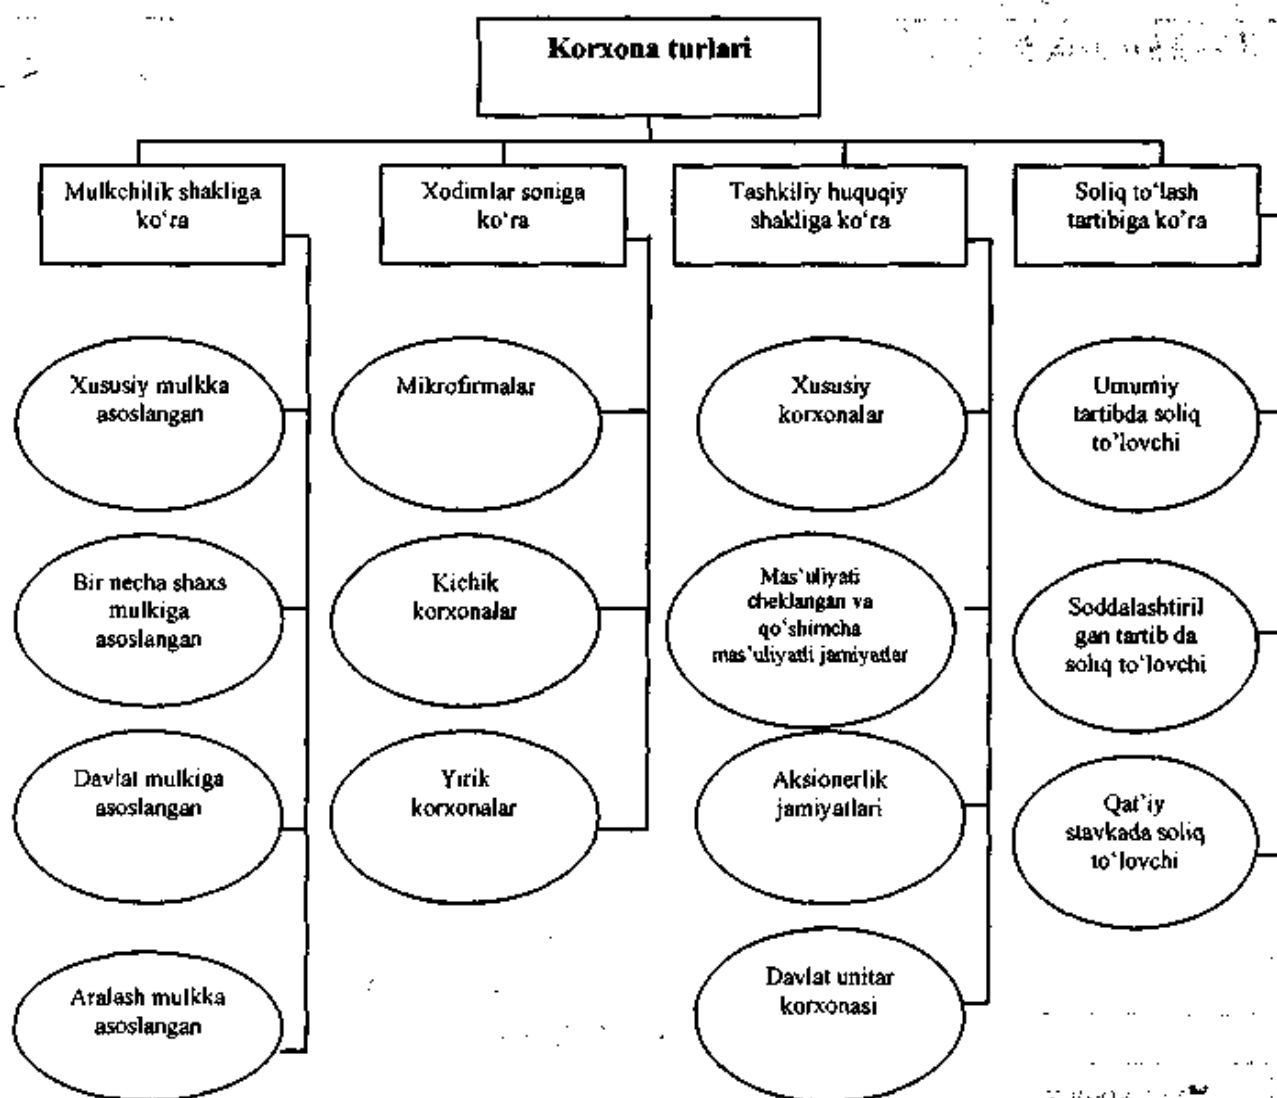 Korxona turlari
Mulkchilik shakliga
ko‘ra
Xodimlar soniga
ko‘ra
Tashkiliy huquqiy
shakliga ko‘ra
Soliq to‘lash
tartibiga ko’ra
Xususiy mulkka
asoslangan
Mikrofirmalar
Xususiy
korxonalar
Umumiy
tartibda soliq
to’lovchi
Bir necha shaxs
mulkiga
asoslangan
Kichik
korxonalar
Mas’uliyati
cheklangan va
qo‘shimcha
mas’uliyatli jamiyatlar
Soddalashtiril
gan tartib da
soliq to‘lovchi
Davlat mulkiga
asoslangan
Yirik
korxonalar
Aksionerlik
jamiyatlari
Qat’iy
stavkada soliq
to’lovchi
Aralash mulkka
asoslangan
Davlat unitar
korxonasi